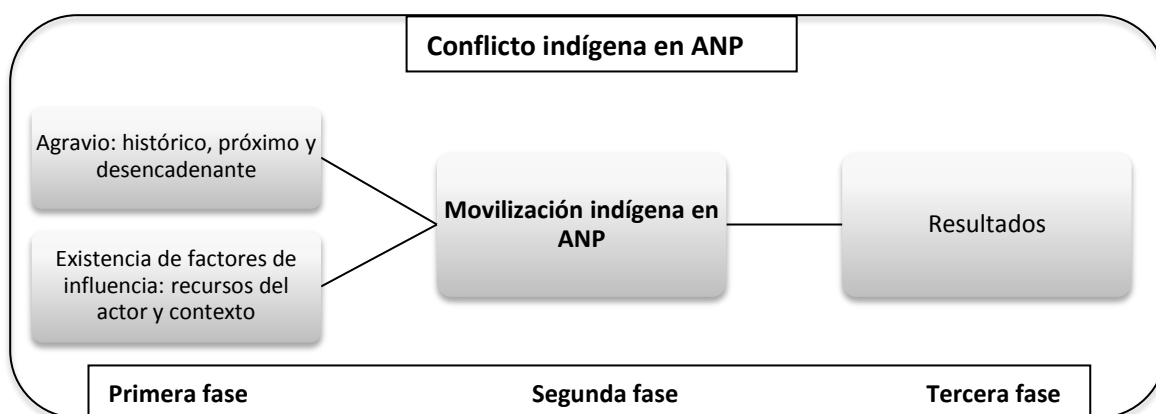 Conflicto indígena en ANP
Agravio: histórico, próximo y
desencadenante
Existencia de factores de
influencia: recursos del
actor y contexto
Movilización indígena en
ANP
Resultados
Primera fase
Segunda fase
Tercera fase